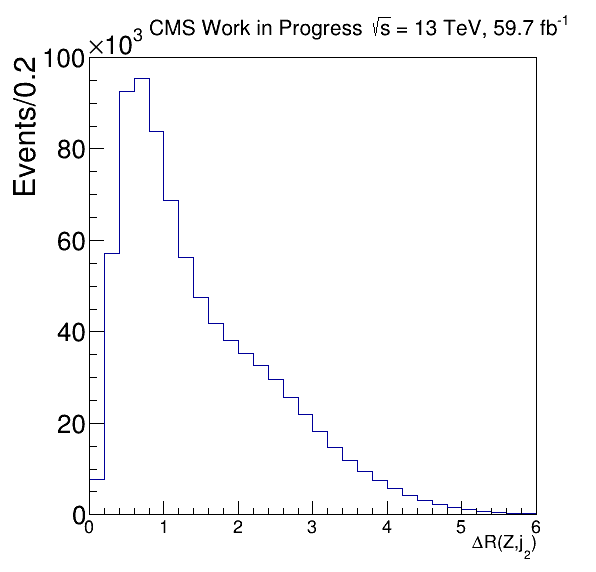 ×10³ CMS Work in Progress √s = 13 TeV, 59.7 fb⁻¹
Events/0.2
100
80
60
40
20
0
0 1 2 3 4 5 6
ΔR(Z,j₂)